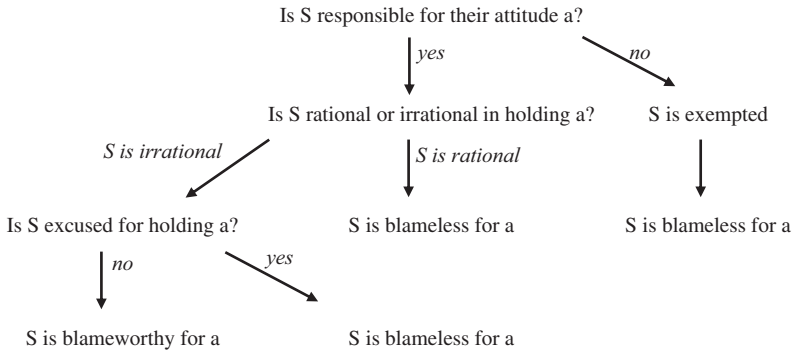 Is S responsible for their attitude a?
yes
no
Is S rational or irrational in holding a?
S is exempted
S is irrational
S is rational
Is S excused for holding a?
S is blameless for a
S is blameless for a
no
yes
S is blameworthy for a
S is blameless for a